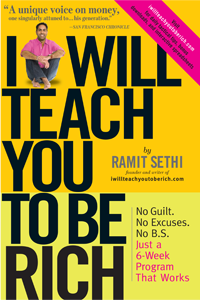 "A unique voice on money,
one singularly attuned to...his generation."
—SAN FRANCISCO CHRONICLE
iwillteachyoutoberich.com
I WILL
TEACH
YOU
TO BE
RICH
by
RAMIT SETHI
founder and writer of
iwillteachyoutoberich.com
No Guilt.
No Excuses.
No B.S.
Just a
6-Week
Program
That Works